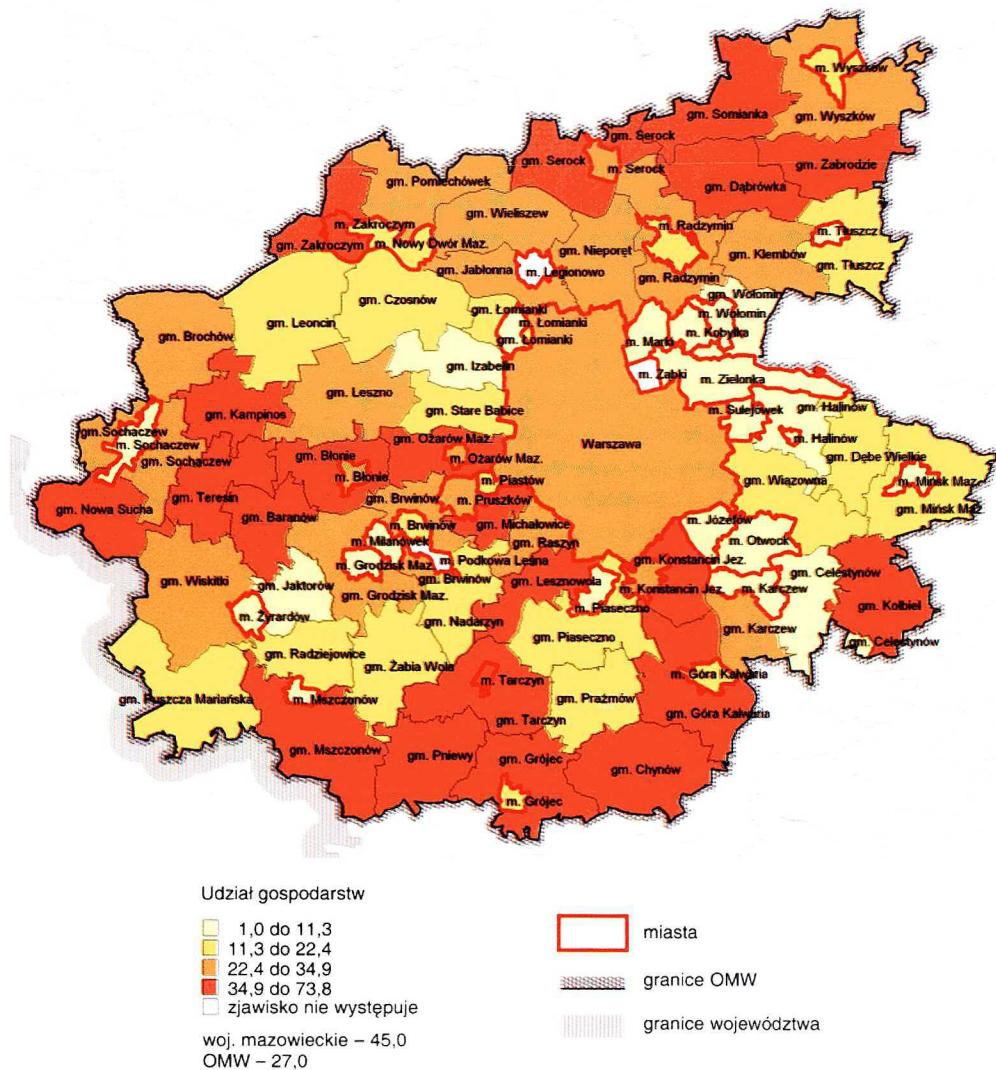 m. Wyszków
gm. Somianka
gm. Wyszków
gm. Serock
gm. Serock
gm. Zabrodzie
m. Serock
gm. Pomiechówek
gm. Dąbrówka
gm. Wieliszew
m. Zakroczym
m. Radzymin
m. Tłuszcz
gm. Zakroczym
m. Nowy Dwór Maz.
gm. Nieporęt
gm. Klembów
gm. Jabłonna
m. Legionowo
gm. Radzymin
gm. Tłuszcz
gm. Wołomin
gm. Czosnów
gm. Łomianki
m. Wołomin
gm. Leoncin
m. Łomianki
m. Kobyłka
gm. Brochów
gm. Łomianki
m. Marki
gm. Izabelin
m. Ząbki
m. Zielonka
gm. Leszno
gm. Kampinos
gm. Stare Babice
m. Sulejówek
gm. Halinów
gm. Sochaczew
gm. Ożarów Maz.
m. Halinów
m. Sochaczew
Warszawa
gm. Błonie
gm. Dębe Wielkie
gm. Sochaczew
m. Ożarów Maz.
m. Błonie
m. Piastów
gm. Wiązowna
m. Mińsk Maz.
gm. Teresin
gm. Brwinów
m. Pruszków
gm. Nowa Sucha
gm. Mińsk Maz.
gm. Baranów
m. Brwinów
gm. Michałowice
m. Józefów
m. Milanówek
gm. Raszyn
m. Otwock
m. Grodzisk Maz.
m. Podkowa Leśna
gm. Konstancin Jez.
gm. Celestynów
gm. Wiskitki
gm. Jaktorów
gm. Brwinów
gm. Lesznowola
m. Konstancin Jez.
m. Karczew
gm. Grodzisk Maz.
gm. Kołbiel
m. Żyrardów
m. Piaseczno
gm. Nadarzyn
gm. Karczew
gm. Piaseczno
gm. Celestynów
gm. Radziejowice
gm. Żabia Wola
m. Góra Kalwaria
m. Tarczyn
gm. Puszcza Mariańska
m. Mszczonów
gm. Prażmów
gm. Góra Kalwaria
gm. Tarczyn
gm. Mszczonów
gm. Pniewy
gm. Grójec
gm. Chynów
m. Grójec
Udział gospodarstw
1,0 do 11,3
11,3 do 22,4
22,4 do 34,9
34,9 do 73,8
zjawisko nie występuje
woj. mazowieckie – 45,0
OMW – 27,0
miasta
granice OMW
granice województwa